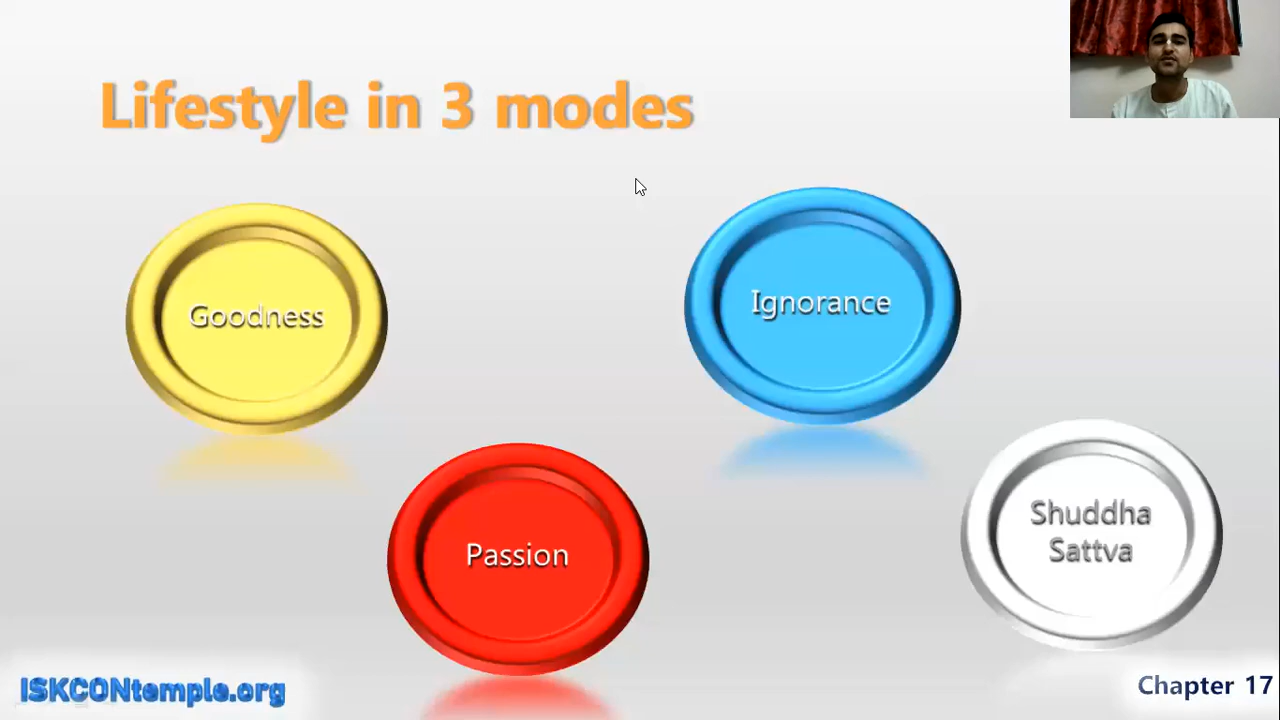 Lifestyle in 3 modes
Goodness
Ignorance
Passion
Shuddha
Sattva
ISKCONtemple.org
Chapter 17